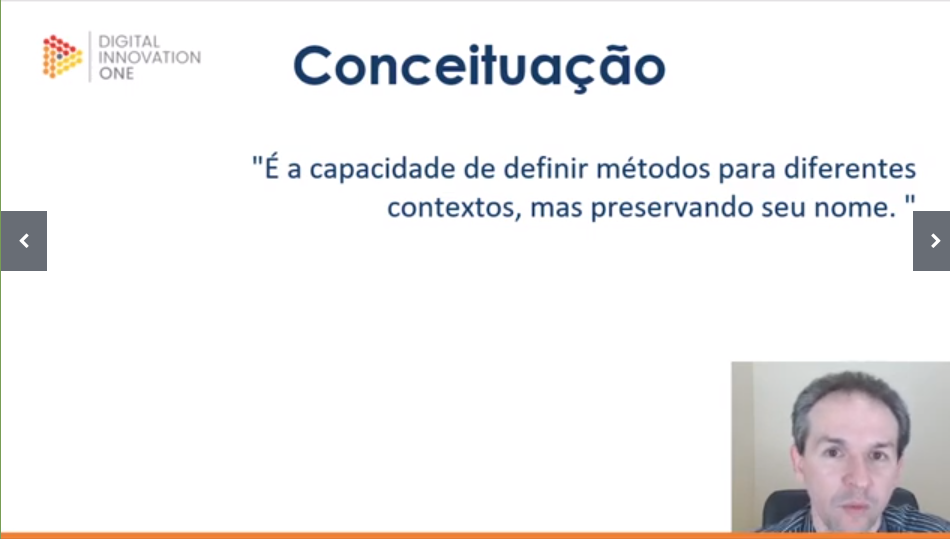 DIGITAL
INNOVATION
ONE
Conceituação
"É a capacidade de definir métodos para diferentes
contextos, mas preservando seu nome. "